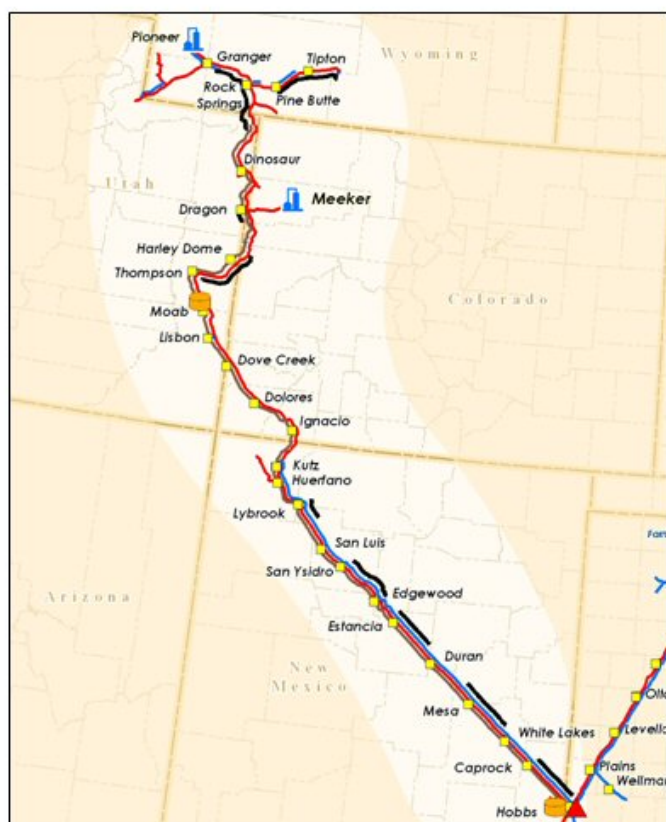 Pioneer
Granger
Tipton
Wyoming
Rock
Springs
Pine Butte
Dinosaur
Utah
Dragon
Meeker
Harley Dome
Thompson
Colorado
Moab
Lisbon
Dove Creek
Dolores
Ignacio
Kutz
Huerfano
Lybrook
San Luis
San Ysidro
Edgewood
Arizona
Estancia
New
Mexico
Duran
Mesa
White Lakes
Caprock
Hobbs
Plains
Wellman